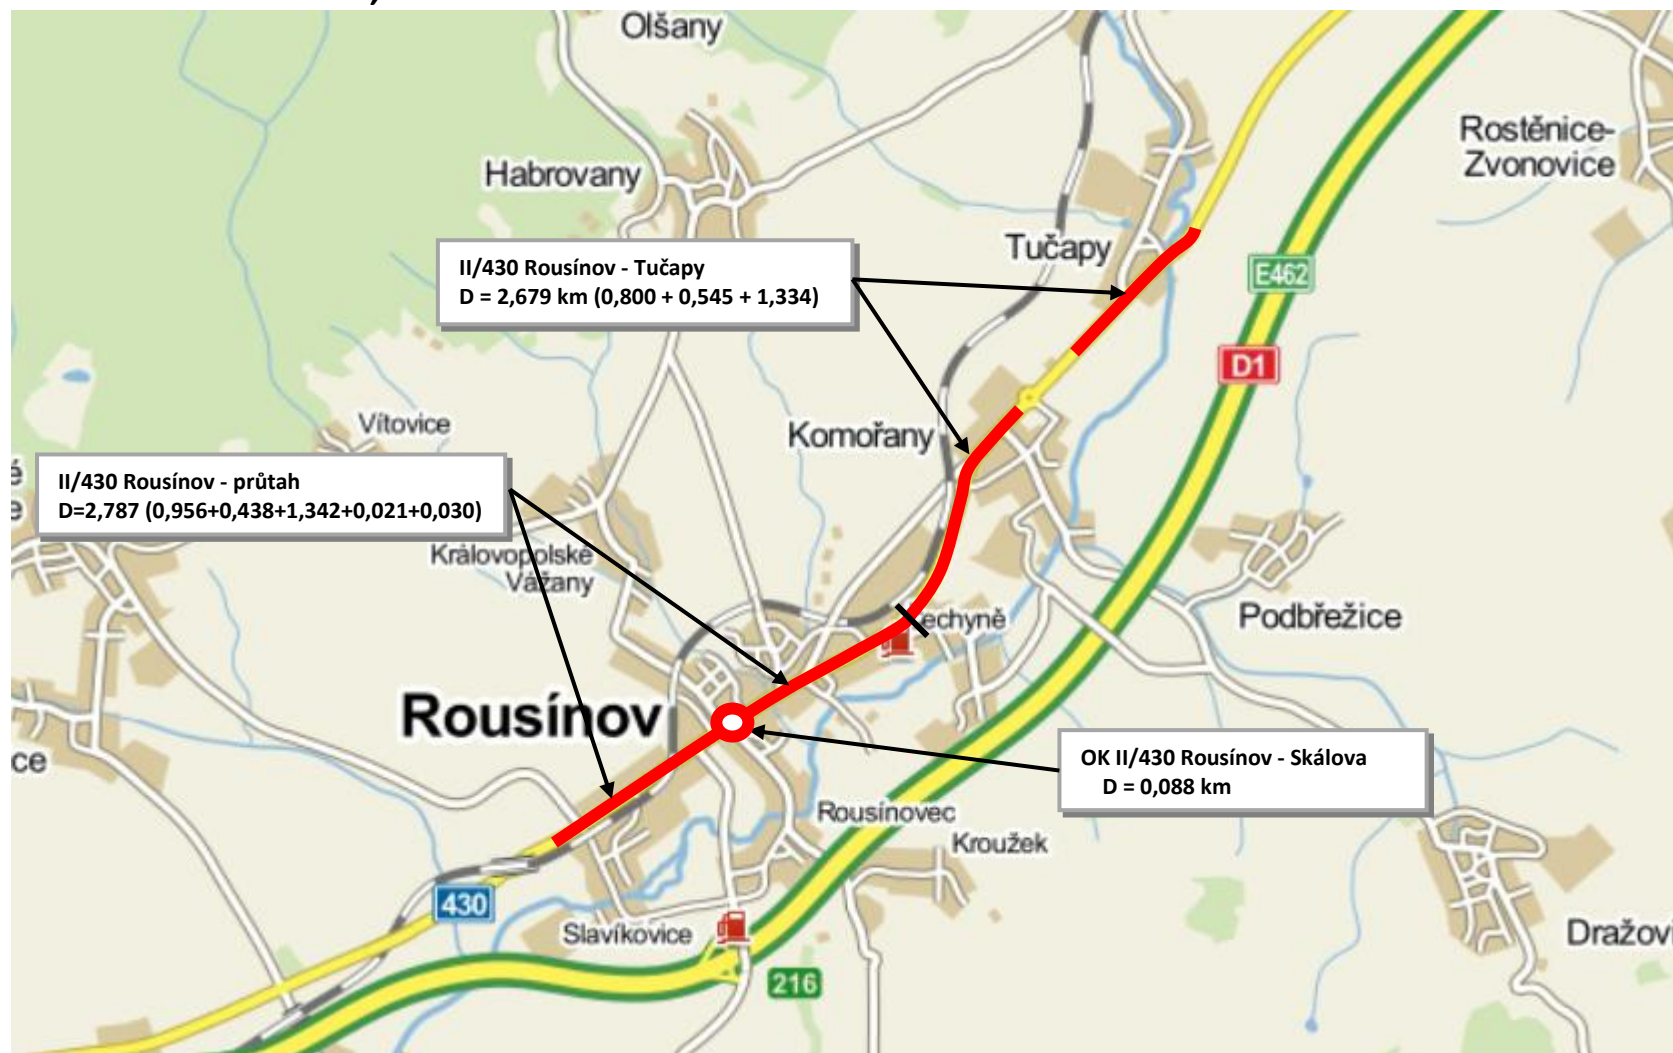 Olšany
Rostěnice-
Zvonovice
Habrovany
Tučapy
II/430 Rousínov - Tučapy
D = 2,679 km (0,800 + 0,545 + 1,334)
E462
D1
Vítovice
Komořany
II/430 Rousínov - průtah
D=2,787 (0,956+0,438+1,342+0,021+0,030)
é
e
Královopolské
Vážany
echyně
Podbřežice
Rousínov
ce
OK II/430 Rousínov - Skálova
D = 0,088 km
Rousínovec
Kroužek
430
Slavíkovice
216
Dražovi